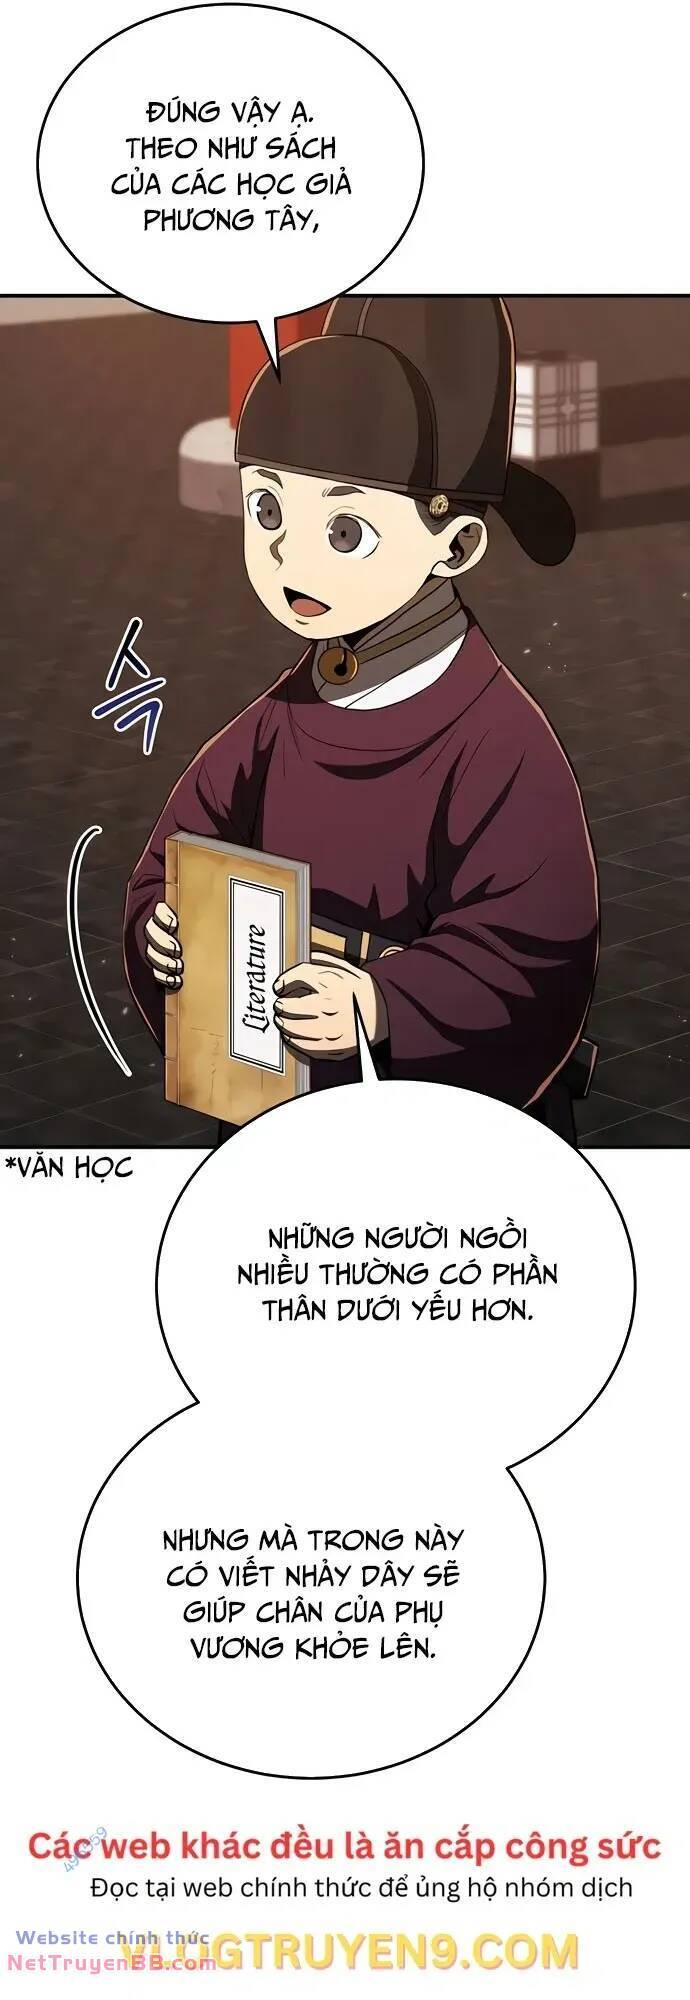 ĐÚNG VẬY Ạ.
THEO NHƯ SÁCH
CỦA CÁC HỌC GIẢ
PHƯƠNG TÂY,
스
윽
Literature
*VĂN HỌC
NHỮNG NGƯỜI NGỒI
NHIỀU THƯỜNG CÓ PHẦN
THÂN DƯỚI YẾU HƠN.
NHƯNG MÀ TRONG NÀY
CÓ VIẾT NHẢY DÂY SẼ
GIÚP CHÂN CỦA PHỤ
VƯƠNG KHỎE LÊN.
Các web khác đều là ăn cắp công sức
Đọc tại web chính thức để ủng hộ nhóm dịch
Website chính thức
NetTruyenBB.com
VLOGTRUYEN9.COM